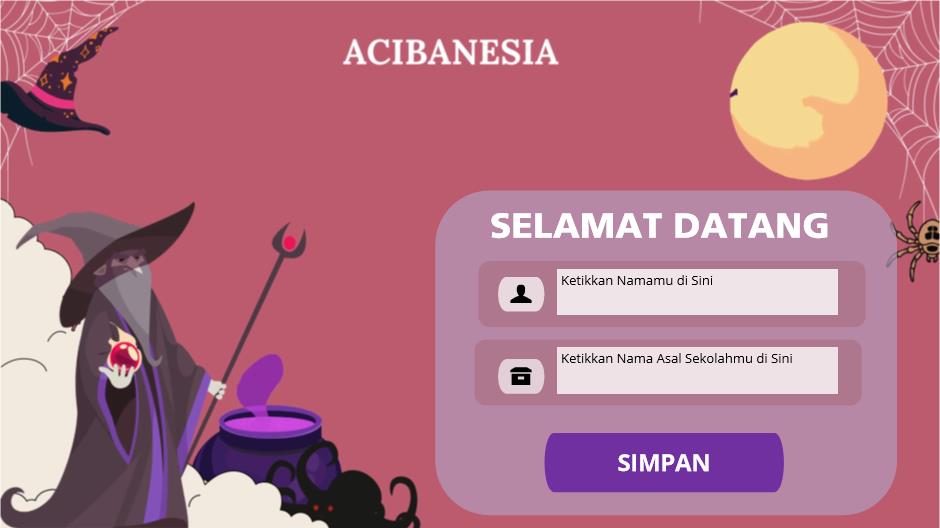 ACIBANESIA
SELAMAT DATANG
Ketikkan Namamu di Sini
Ketikkan Nama Asal Sekolahmu di Sini
SIMPAN